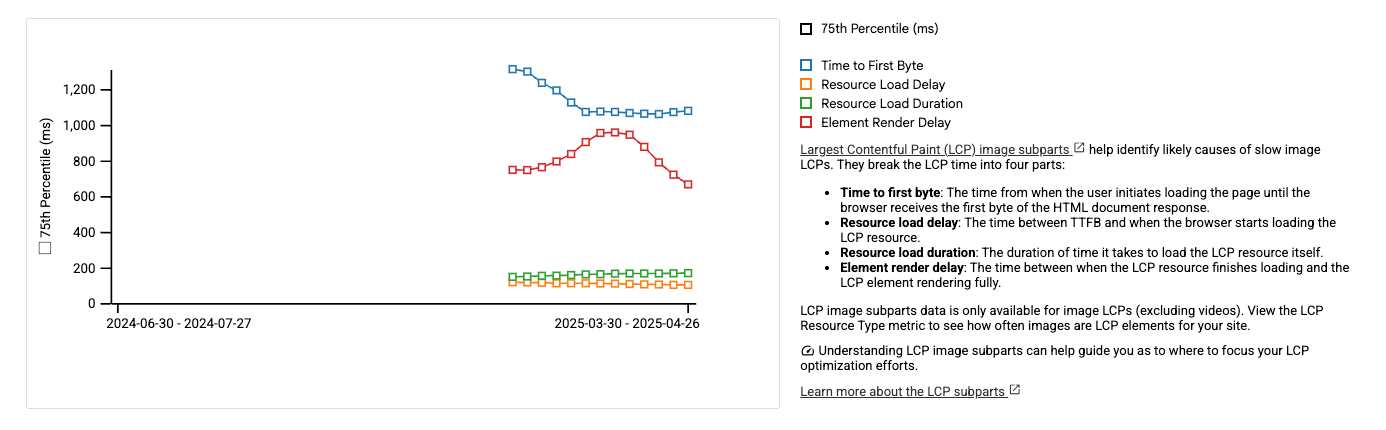 75th Percentile (ms)
1,200
1,000
800
600
400
200
0
2024-06-30 - 2024-07-27
2025-03-30 - 2025-04-26
75th Percentile (ms)
Time to First Byte
Resource Load Delay
Resource Load Duration
Element Render Delay
Largest Contentful Paint (LCP) image subparts help identify likely causes of slow image
LCPs. They break the LCP time into four parts:
• Time to first byte: The time from when the user initiates loading the page until the
browser receives the first byte of the HTML document response.
• Resource load delay: The time between TTFB and when the browser starts loading the
LCP resource.
• Resource load duration: The duration of time it takes to load the LCP resource itself.
• Element render delay: The time between when the LCP resource finishes loading and the
LCP element rendering fully.
LCP image subparts data is only available for image LCPs (excluding videos). View the LCP
Resource Type metric to see how often images are LCP elements for your site.
Understanding LCP image subparts can help guide you as to where to focus your LCP
optimization efforts.
Learn more about the LCP subparts